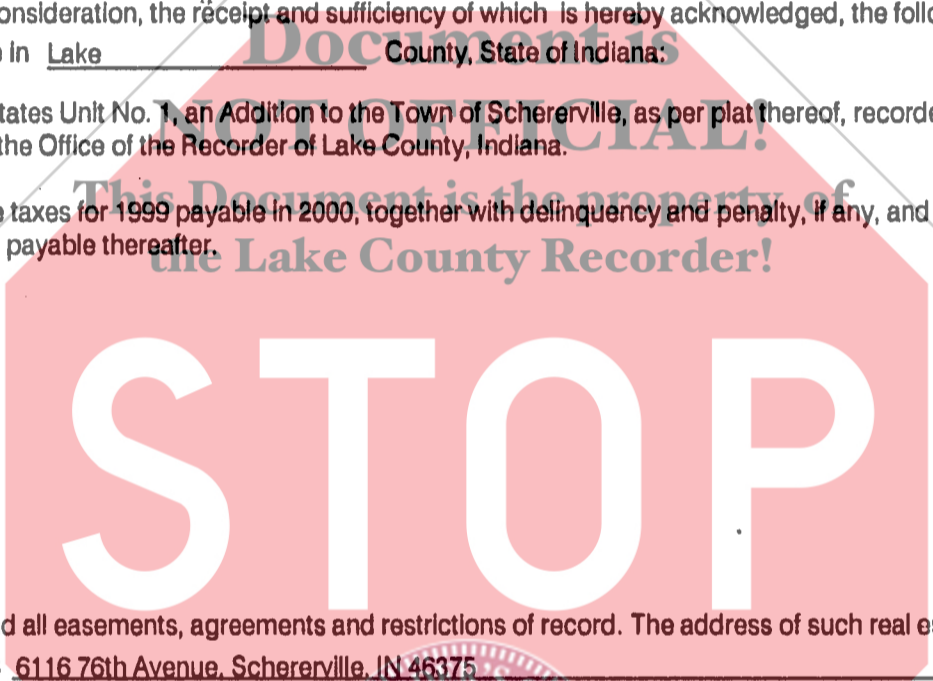 onsideration, the receipt and sufficiency of which is hereby acknowledged, the follo
Document is
in Lake County, State of Indiana:
tates Unit No. 1, an Addition to the Town of Schererville, as per plat thereof, recorde
NOT OFFICIAL!
the Office of the Recorder of Lake County, Indiana.
This Document is the property of
e taxes for 1999 payable in 2000, together with delinquency and penalty, if any, and
payable thereafter.
the Lake County Recorder!
STOP
d all easements, agreements and restrictions of record. The address of such real e
6116 76th Avenue, Schererville, IN 46375